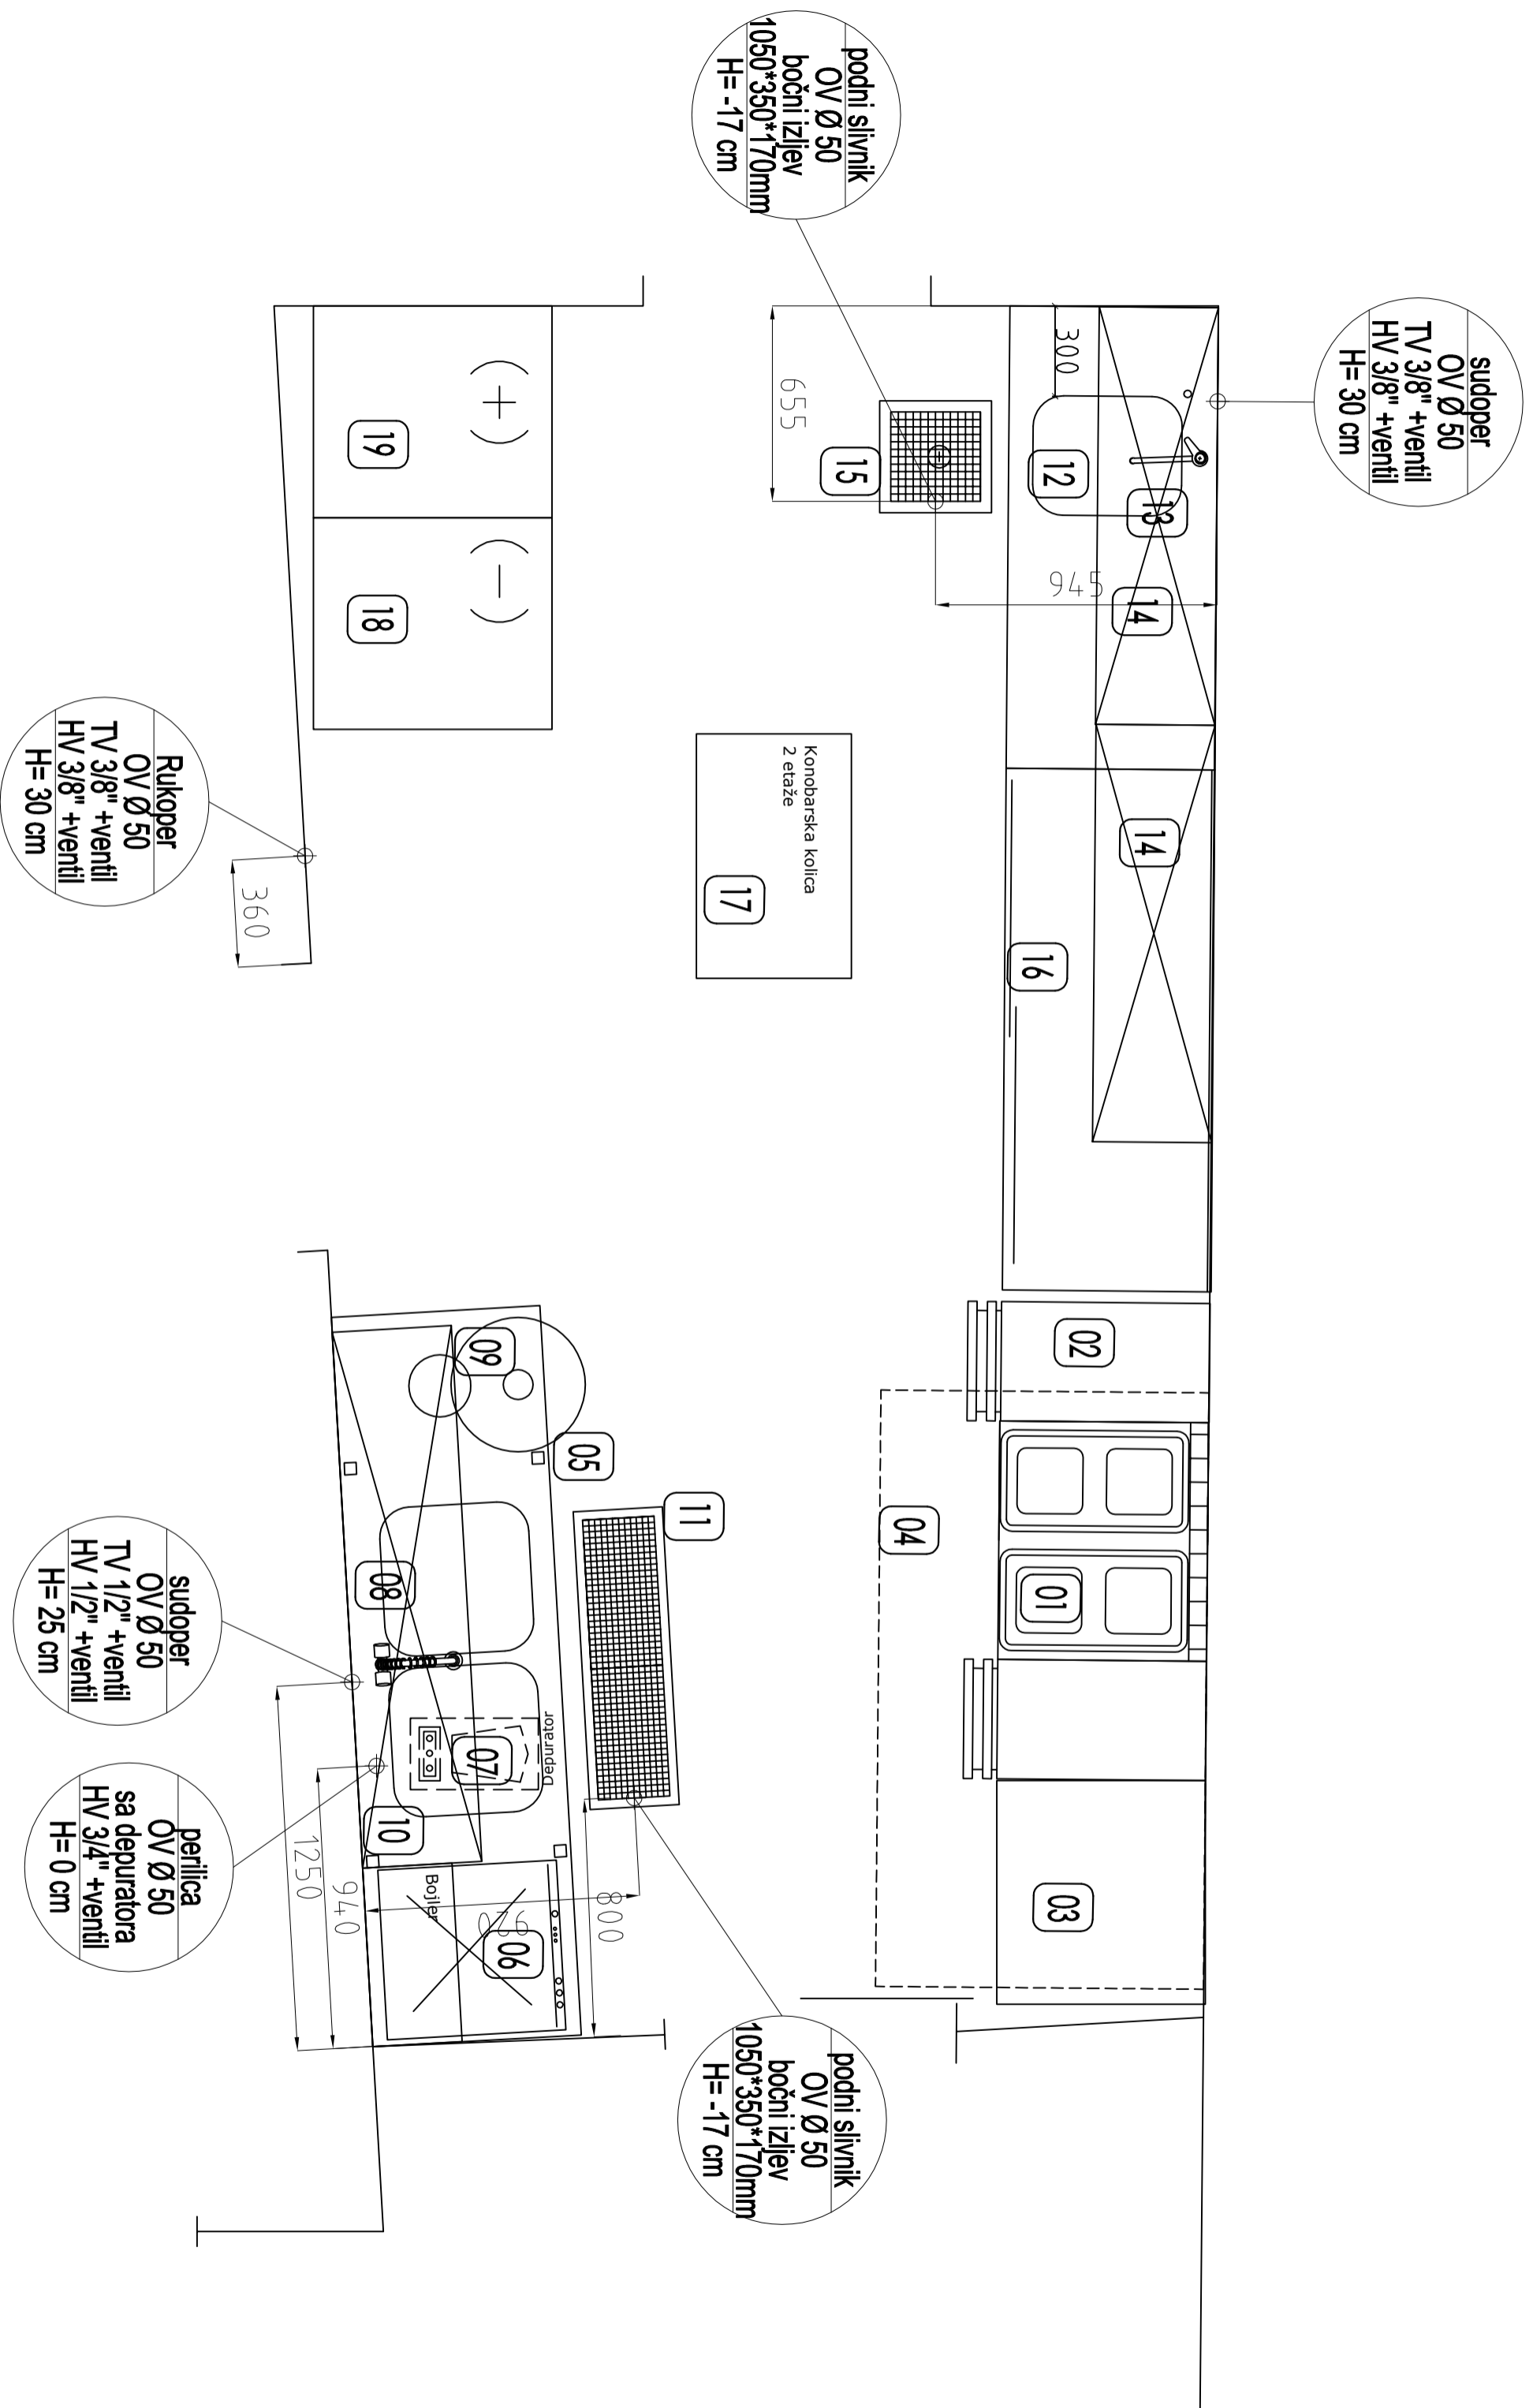 sudoper
OV Ø 50
TV 3/8" +ventil
HV 3/8" +ventil
H= 30 cm
13
14
14
300
12
945
16
02
01
03
podni slivnik
OV Ø 50
bočni izljev
1050*350*170mm
H= -17 cm
15
655
04
Konobarska kolica
2 etaže
17
podni slivnik
OV Ø 50
bočni izljev
1050*350*170mm
H= -17 cm
11
05
800
Depurator
09
07
06
Bojler
08
10
19
(+)
18
(-)
940
1250
360
Rukoper
OV Ø 50
TV 3/8" +ventil
HV 3/8" +ventil
H= 30 cm
sudoper
OV Ø 50
TV 1/2" +ventil
HV 1/2" +ventil
H= 25 cm
perilica
OV Ø 50
sa depuratora
HV 3/4" +ventil
H= 0 cm